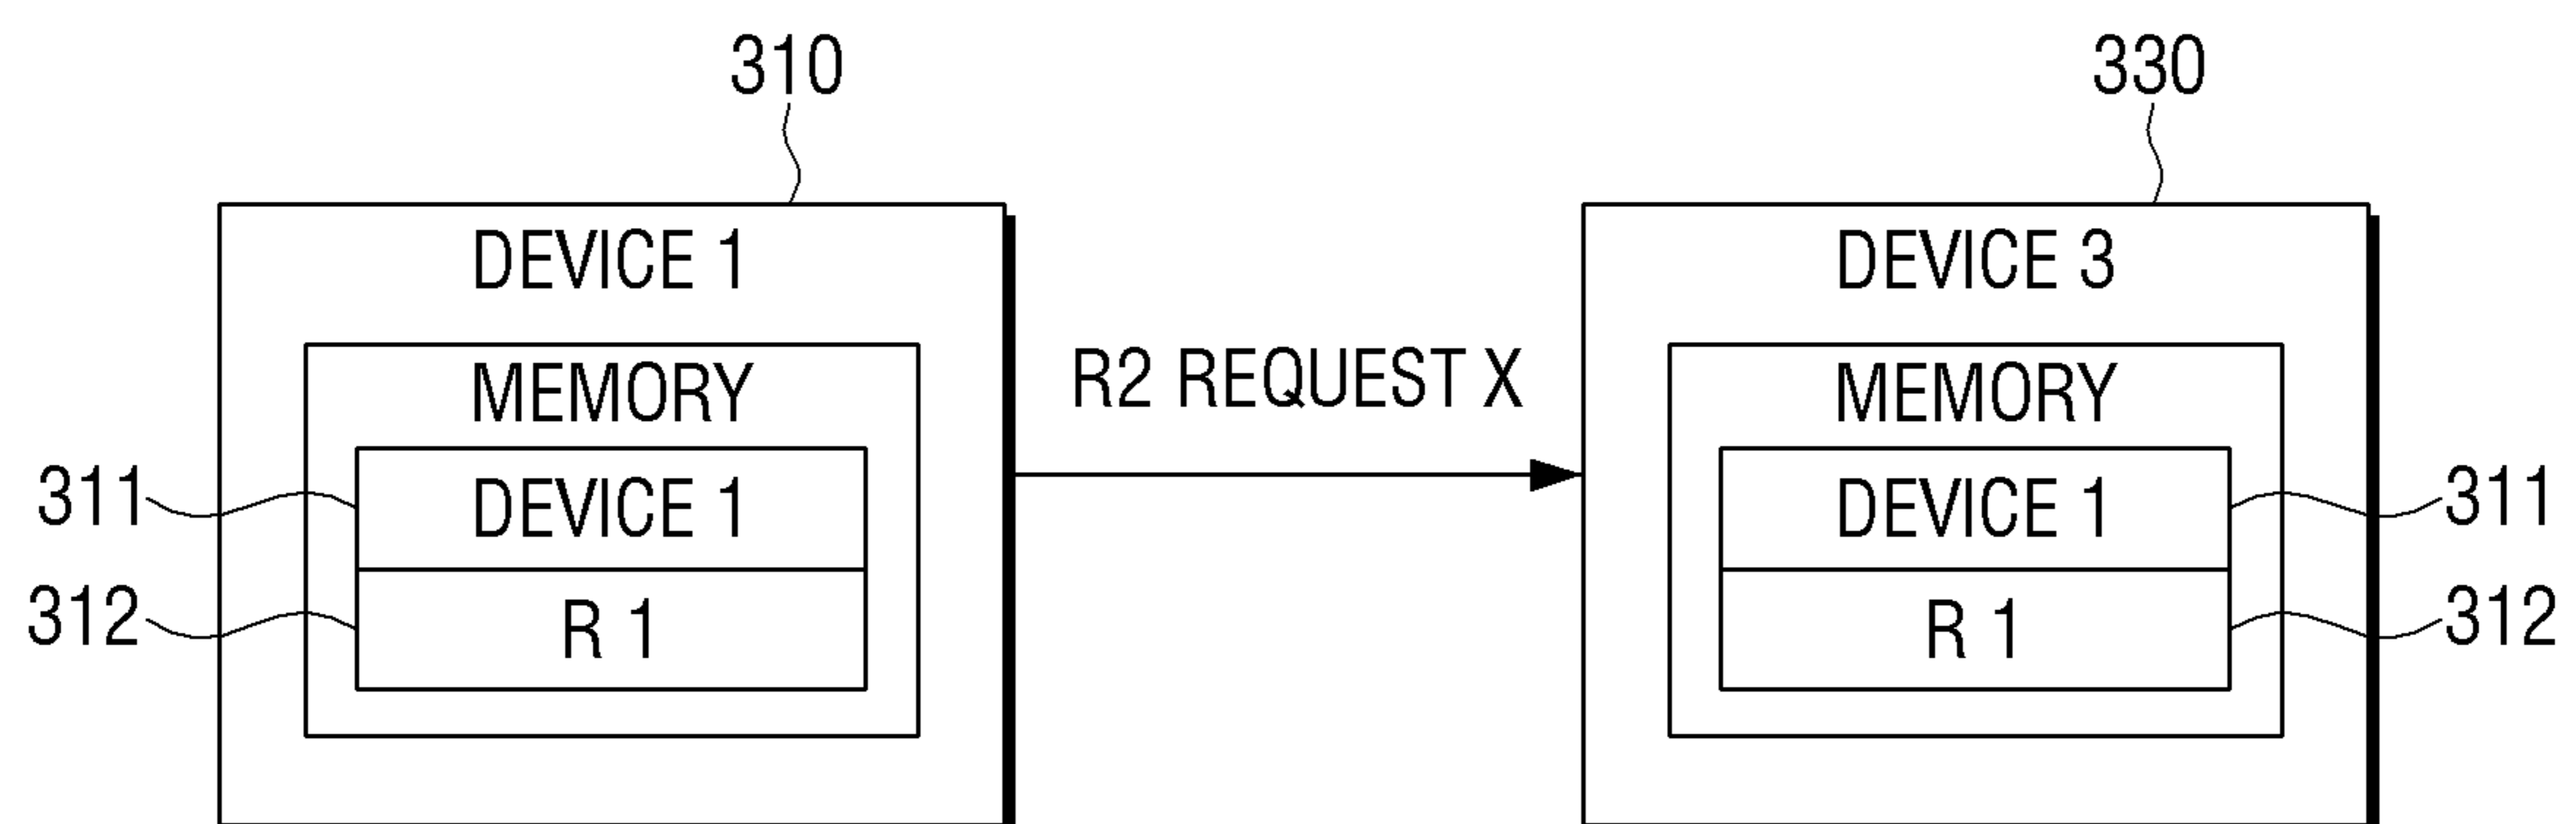 310
330
DEVICE 1
DEVICE 3
MEMORY
R2 REQUEST X
MEMORY
311
DEVICE 1
DEVICE 1
311
312
R 1
R 1
312